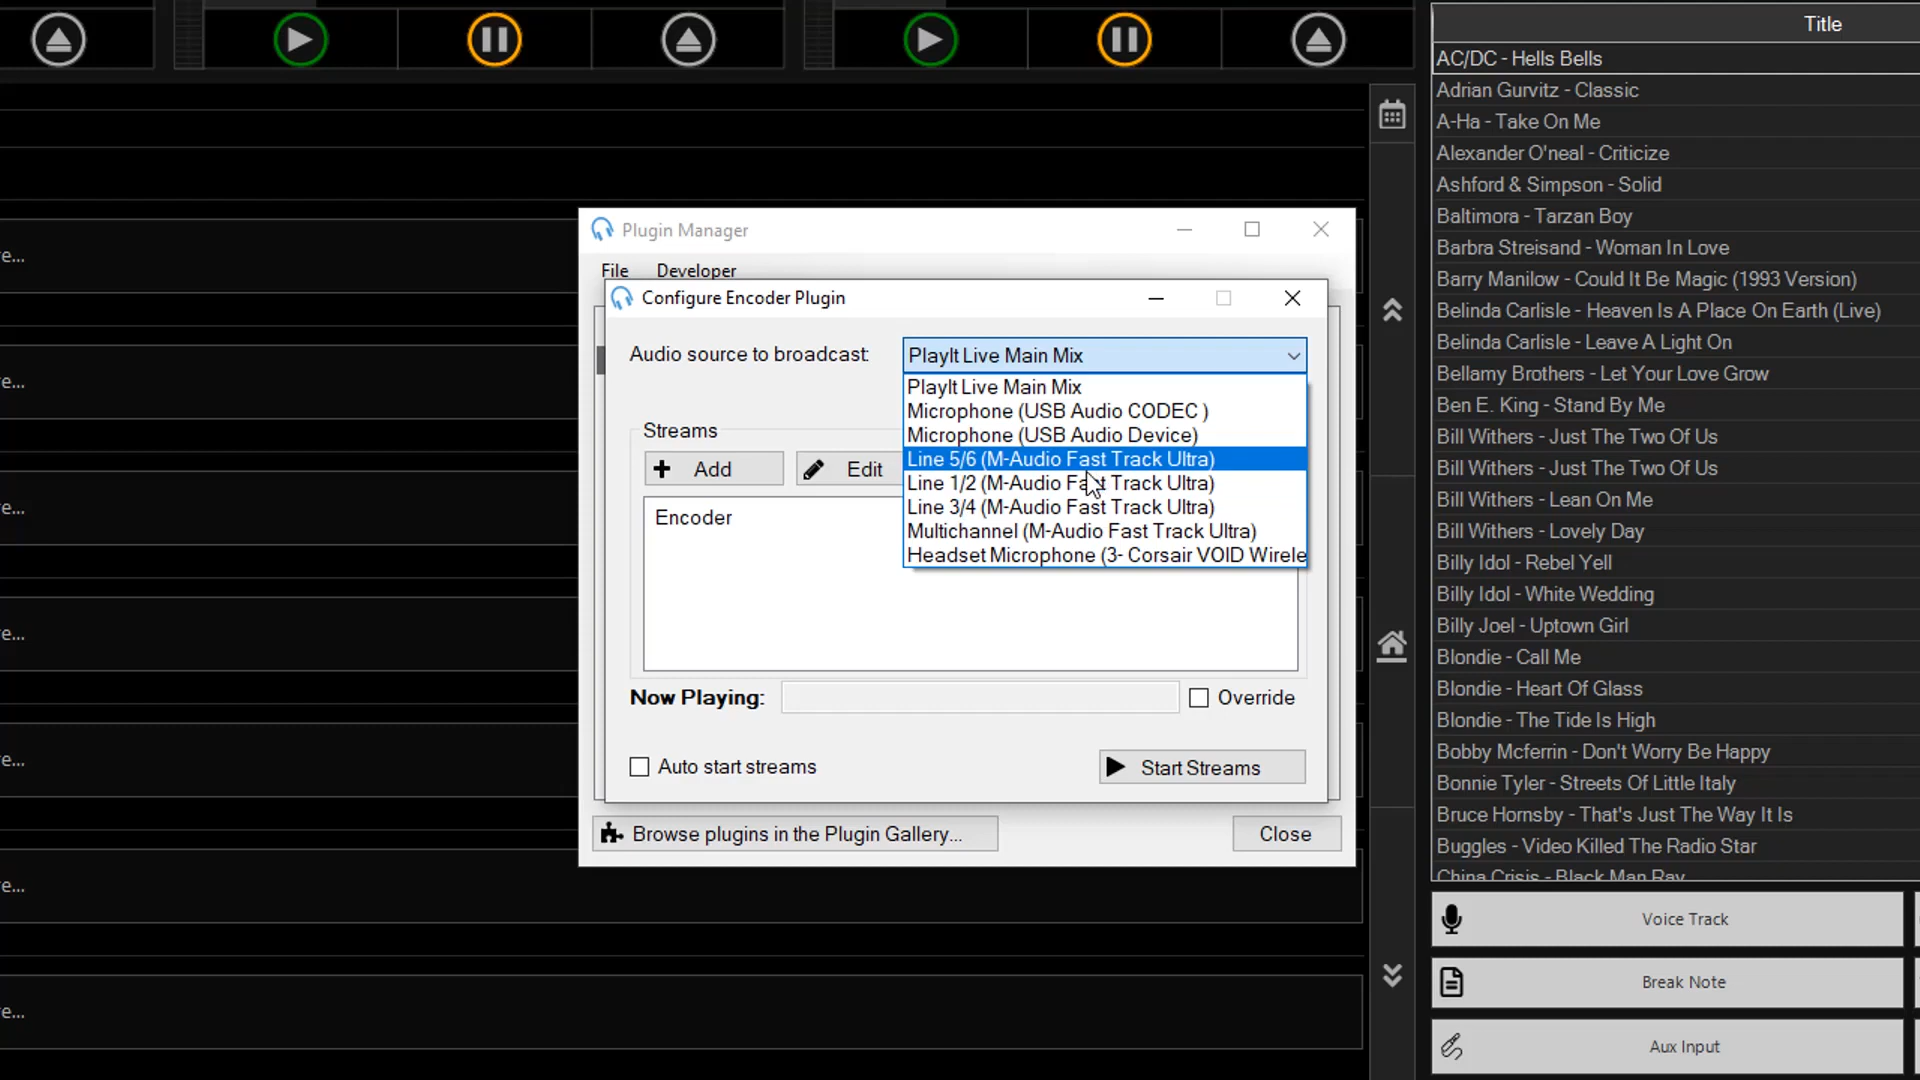 Title
AC/DC - Hells Bells
Adrian Gurvitz - Classic
A-Ha - Take On Me
Alexander O'neal - Criticize
Ashford & Simpson - Solid
Baltimora - Tarzan Boy
Barbra Streisand - Woman In Love
Barry Manilow - Could It Be Magic (1993 Version)
Belinda Carlisle - Heaven Is A Place On Earth (Live)
Belinda Carlisle - Leave A Light On
Bellamy Brothers - Let Your Love Grow
Ben E. King - Stand By Me
Bill Withers - Just The Two Of Us
Bill Withers - Just The Two Of Us
Bill Withers - Lean On Me
Bill Withers - Lovely Day
Billy Idol - Rebel Yell
Billy Idol - White Wedding
Billy Joel - Uptown Girl
Blondie - Call Me
Blondie - Heart Of Glass
Blondie - The Tide Is High
Bobby Mcferrin - Don't Worry Be Happy
Bonnie Tyler - Streets Of Little Italy
Bruce Hornsby - That's Just The Way It Is
Buggles - Video Killed The Radio Star
China Crisis - Black Man Ray
Voice Track
Break Note
Aux Input
Plugin Manager
File Developer
Configure Encoder Plugin
Audio source to broadcast:
PlayIt Live Main Mix
PlayIt Live Main Mix
Microphone (USB Audio CODEC )
Microphone (USB Audio Device)
Line 5/6 (M-Audio Fast Track Ultra)
Line 1/2 (M-Audio Fast Track Ultra)
Line 3/4 (M-Audio Fast Track Ultra)
Multichannel (M-Audio Fast Track Ultra)
Headset Microphone (3- Corsair VOID Wirele
Streams
Add Edit
Encoder
Now Playing: Override
Auto start streams Start Streams
Browse plugins in the Plugin Gallery... Close
e...
e...
e...
e...
e...
e...
e...